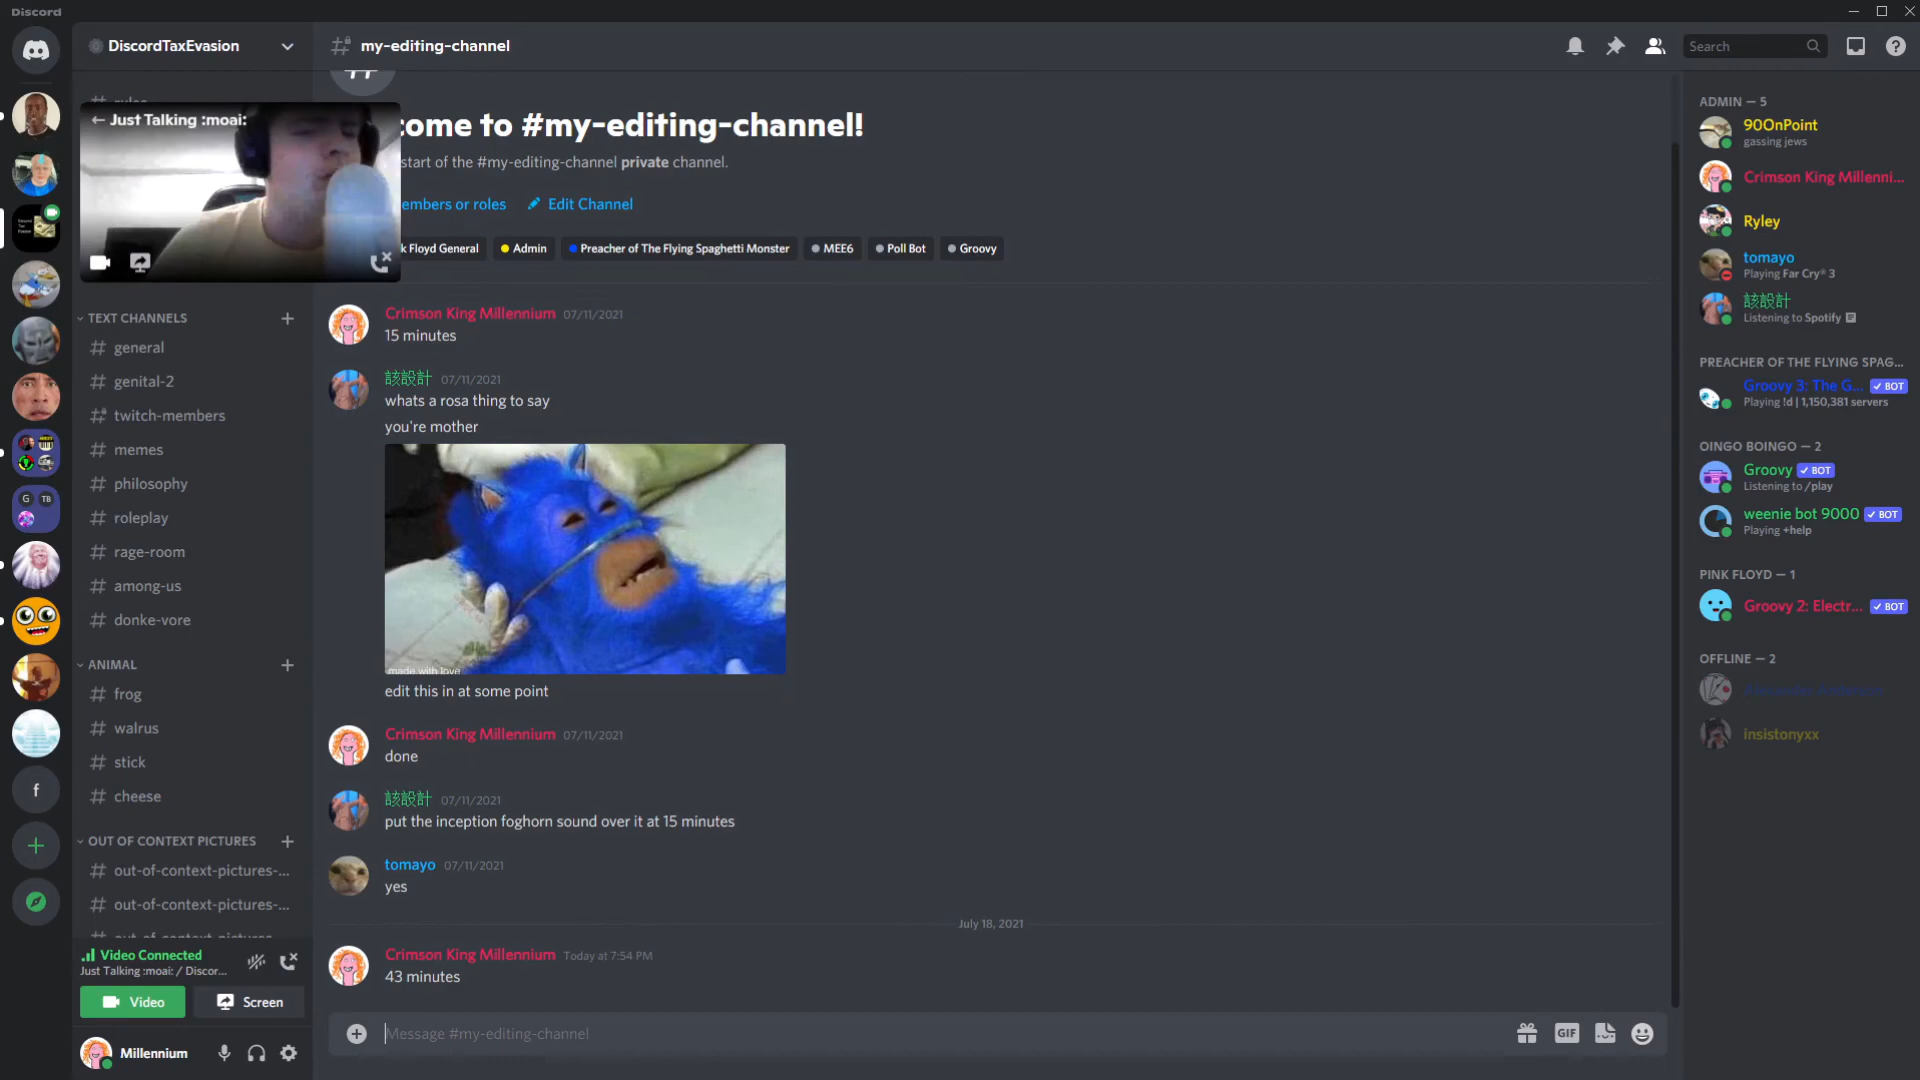 Discord
DiscordTaxEvasion
my-editing-channel
Search
rules
Just Talking :moai:
TEXT CHANNELS
general
genital-2
twitch-members
memes
philosophy
roleplay
rage-room
among-us
donke-vore
ANIMAL
frog
walrus
stick
cheese
OUT OF CONTEXT PICTURES
out-of-context-pictures-...
out-of-context-pictures-...
out-of-context-pictures
Video Connected
Just Talking :moai: / Discor...
Video
Screen
Millennium
f
G TB
come to #my-editing-channel!
start of the #my-editing-channel private channel.
embers or roles
Edit Channel
k Floyd General
Admin
Preacher of The Flying Spaghetti Monster
MEE6
Poll Bot
Groovy
Crimson King Millennium 07/11/2021
15 minutes
該設計 07/11/2021
whats a rosa thing to say
you're mother
made with love
edit this in at some point
Crimson King Millennium 07/11/2021
done
該設計 07/11/2021
put the inception foghorn sound over it at 15 minutes
tomayo 07/11/2021
yes
July 18, 2021
Crimson King Millennium Today at 7:54 PM
43 minutes
Message #my-editing-channel
GIF
ADMIN — 5
90OnPoint
gassing jews
Crimson King Millenni...
Ryley
tomayo
Playing Far Cry® 3
該設計
Listening to Spotify
PREACHER OF THE FLYING SPAG...
Groovy 3: The G... BOT
Playing !d | 1,150,381 servers
OINGO BOINGO — 2
Groovy BOT
Listening to /play
weenie bot 9000 BOT
Playing +help
PINK FLOYD — 1
Groovy 2: Electr... BOT
OFFLINE — 2
insistonyxx